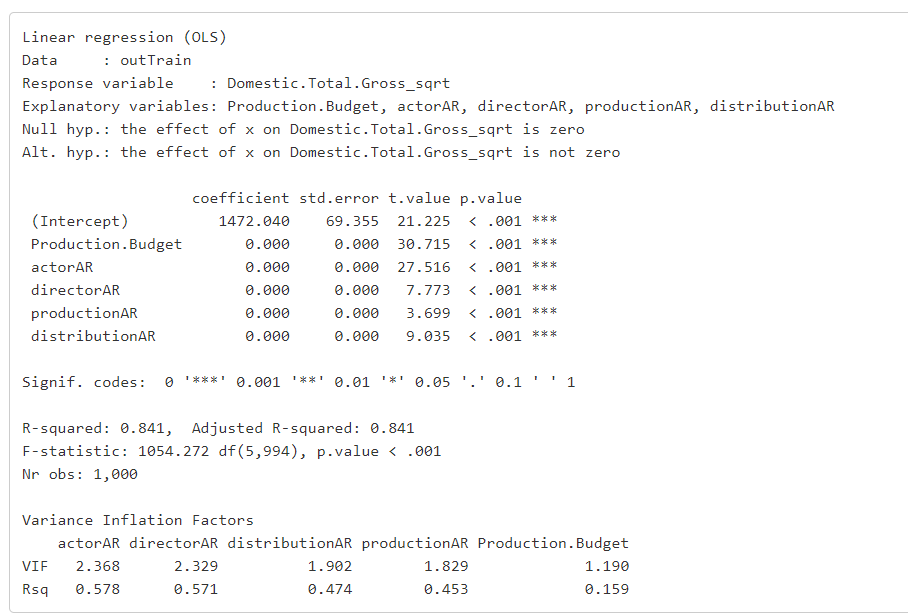 Linear regression (OLS)
Data     : outTrain
Response variable    : Domestic.Total.Gross_sqrt
Explanatory variables: Production.Budget, actorAR, directorAR, productionAR, distributionAR
Null hyp.: the effect of x on Domestic.Total.Gross_sqrt is zero
Alt. hyp.: the effect of x on Domestic.Total.Gross_sqrt is not zero
coefficient std.error t.value p.value
(Intercept) 1472.040 69.355 21.225 < .001 ***
Production.Budget 0.000 0.000 30.715 < .001 ***
actorAR 0.000 0.000 27.516 < .001 ***
directorAR 0.000 0.000 7.773 < .001 ***
productionAR 0.000 0.000 3.699 < .001 ***
distributionAR 0.000 0.000 9.035 < .001 ***
Signif. codes:  0 '***' 0.001 '**' 0.01 '*' 0.05 '.' 0.1 ' ' 1
R-squared: 0.841,  Adjusted R-squared: 0.841
F-statistic: 1054.272 df(5,994), p.value < .001
Nr obs: 1,000
Variance Inflation Factors
actorAR directorAR distributionAR productionAR Production.Budget
VIF 2.368 2.329 1.902 1.829 1.190
Rsq 0.578 0.571 0.474 0.453 0.159